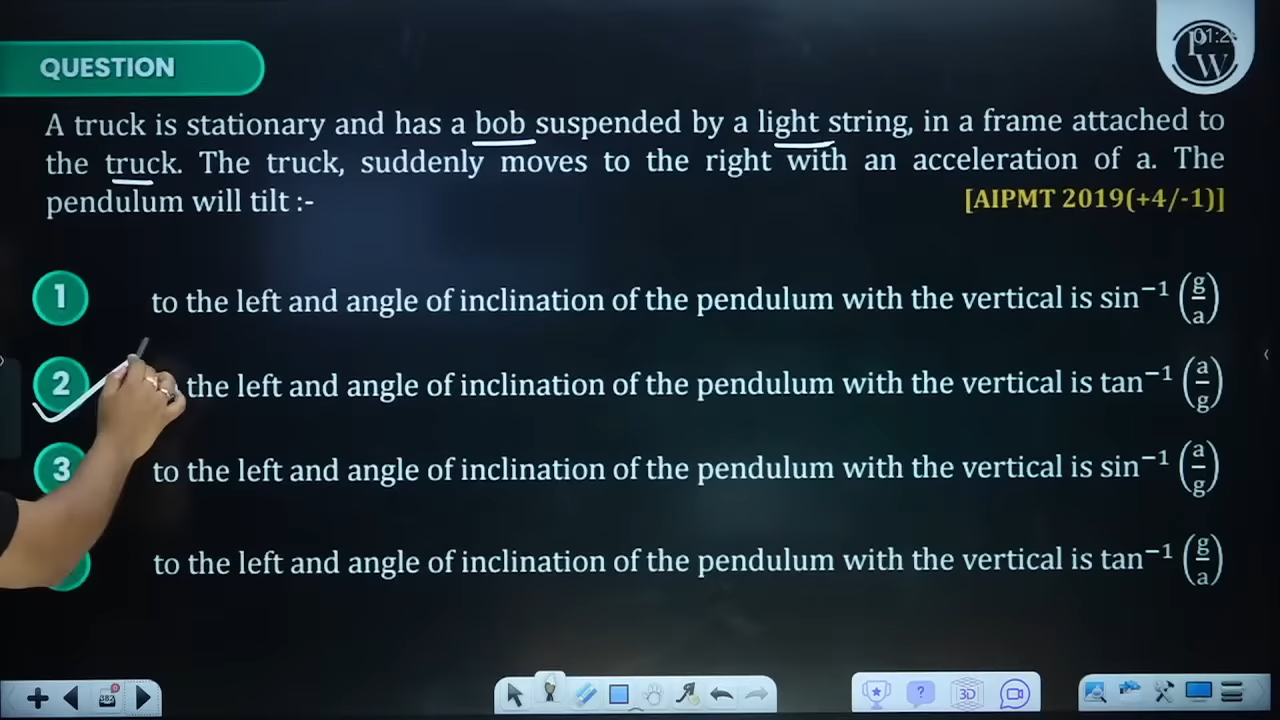 01:2
PW
QUESTION
A truck is stationary and has a bob suspended by a light string, in a frame attached to
the truck. The truck, suddenly moves to the right with an acceleration of a. The
pendulum will tilt :-
[AIPMT 2019(+4/-1)]
1 to the left and angle of inclination of the pendulum with the vertical is sin⁻¹ (g/a)
2 the left and angle of inclination of the pendulum with the vertical is tan⁻¹ (a/g)
3 to the left and angle of inclination of the pendulum with the vertical is sin⁻¹ (a/g)
to the left and angle of inclination of the pendulum with the vertical is tan⁻¹ (g/a)
382
?
3D